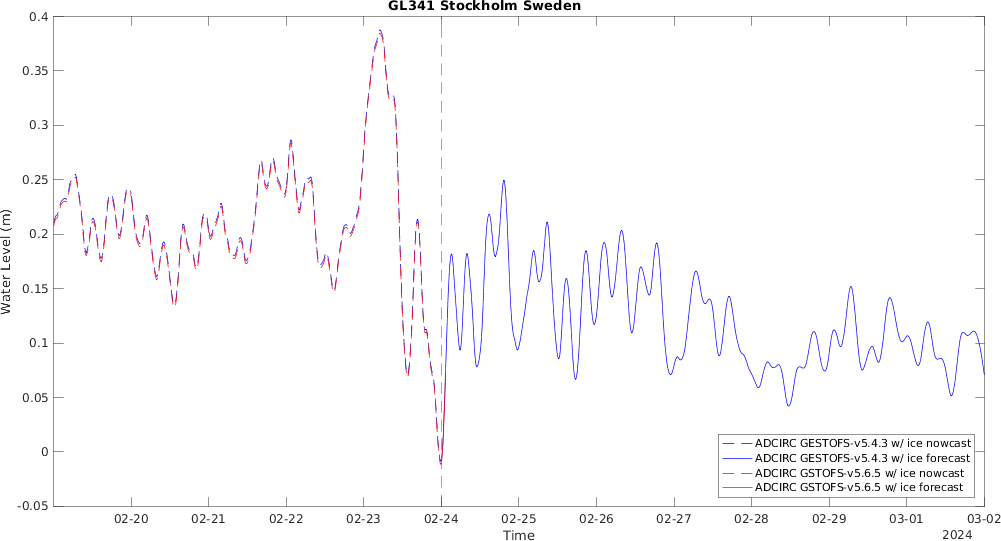 GL341 Stockholm Sweden
0.4
0.35
0.3
0.25
0.2
0.15
0.1
0.05
0
-0.05
Water Level (m)
ADCIRC GESTOFS-v5.4.3 w/ ice nowcast
ADCIRC GESTOFS-v5.4.3 w/ ice forecast
ADCIRC GSTOFS-v5.6.5 w/ ice nowcast
ADCIRC GSTOFS-v5.6.5 w/ ice forecast
02-20 02-21 02-22 02-23 02-24 02-25 02-26 02-27 02-28 02-29 03-01 03-02
Time
2024